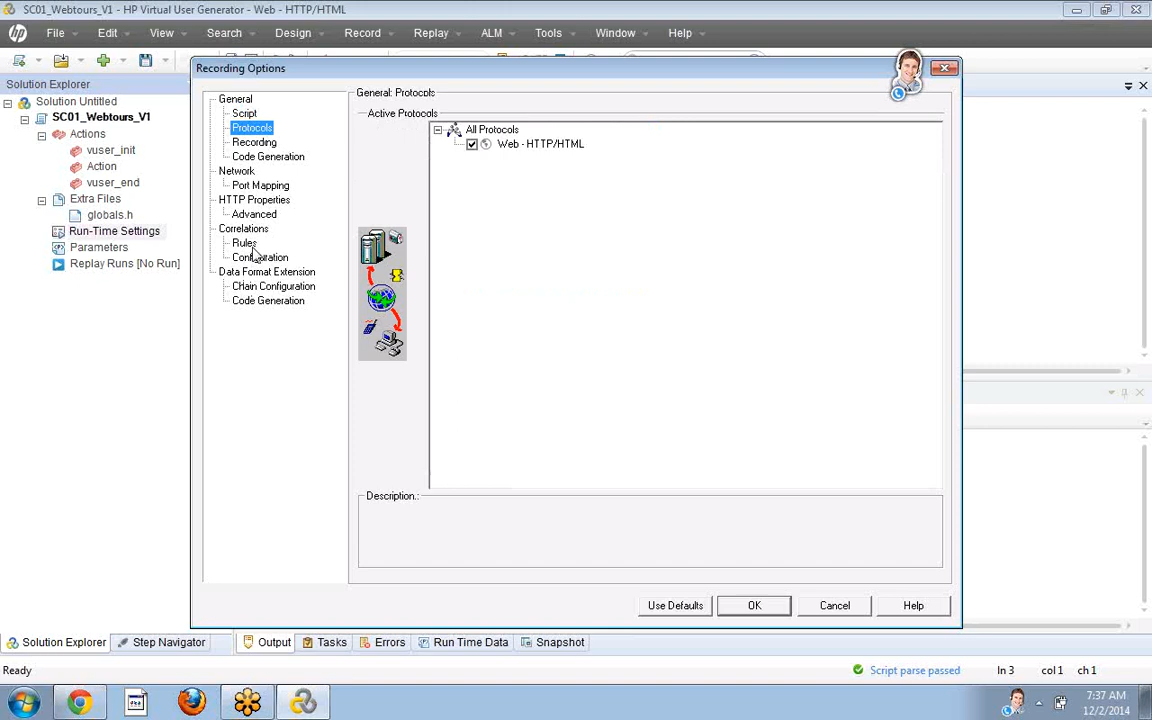 SC01_Webtours_V1 - HP Virtual User Generator - Web - HTTP/HTML
hp File Edit View Search Design Record Replay ALM Tools Window Help
Solution Explorer
Solution Untitled
SC01_Webtours_V1
Actions
vuser_init
Action
vuser_end
Extra Files
globals.h
Run-Time Settings
Parameters
Replay Runs [No Run]
Recording Options
General
Script
Protocols
Recording
Code Generation
Network
Port Mapping
HTTP Properties
Advanced
Correlations
Rules
Configuration
Data Format Extension
Chain Configuration
Code Generation
General: Protocols
Active Protocols
All Protocols
Web - HTTP/HTML
Description.:
Use Defaults OK Cancel Help
Solution Explorer Step Navigator Output Tasks Errors Run Time Data Snapshot
Ready Script parse passed ln 3 col 1 ch 1
7:37 AM
12/2/2014